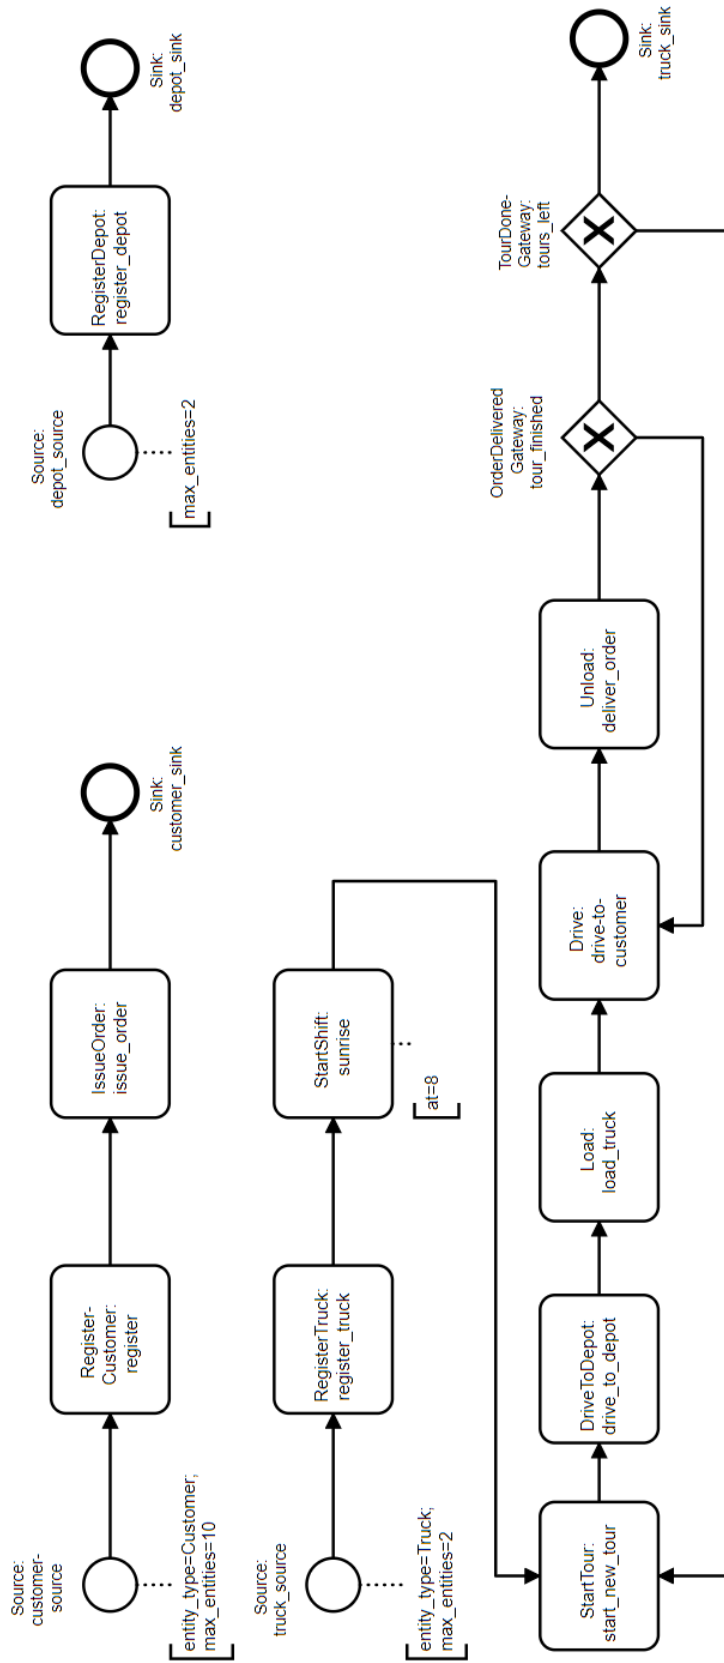 Source:
customer-
source
entity_type=Customer;
max_entities=10
Register-
Customer:
register
IssueOrder:
issue_order
Sink:
customer_sink
Source:
depot_source
max_entities=2
RegisterDepot:
register_depot
Sink:
depot_sink
Source:
truck_source
entity_type=Truck;
max_entities=2
RegisterTruck:
register_truck
StartShift:
sunrise
at=8
StartTour:
start_new_tour
DriveToDepot:
drive_to_depot
Load:
load_truck
Drive:
drive-to-
customer
Unload:
deliver_order
OrderDelivered
Gateway:
tour_finished
X
TourDone-
Gateway:
tours_left
X
Sink:
truck_sink